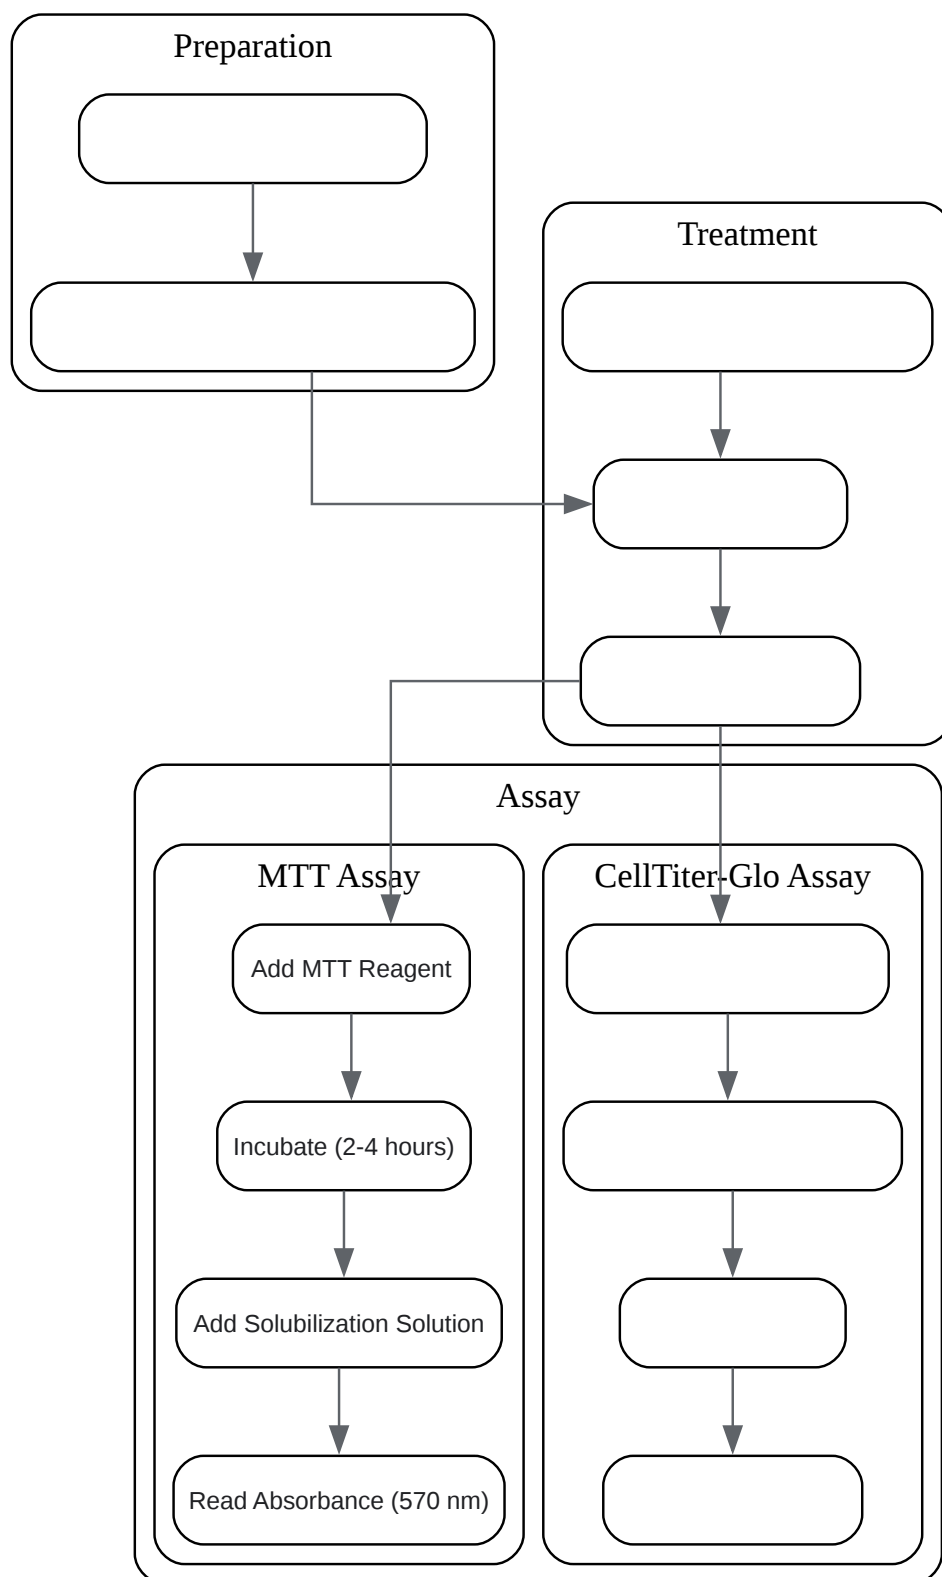 Preparation
Treatment
Assay
MTT Assay
CellTiter-Glo Assay
Add MTT Reagent
Incubate (2-4 hours)
Add Solubilization Solution
Read Absorbance (570 nm)